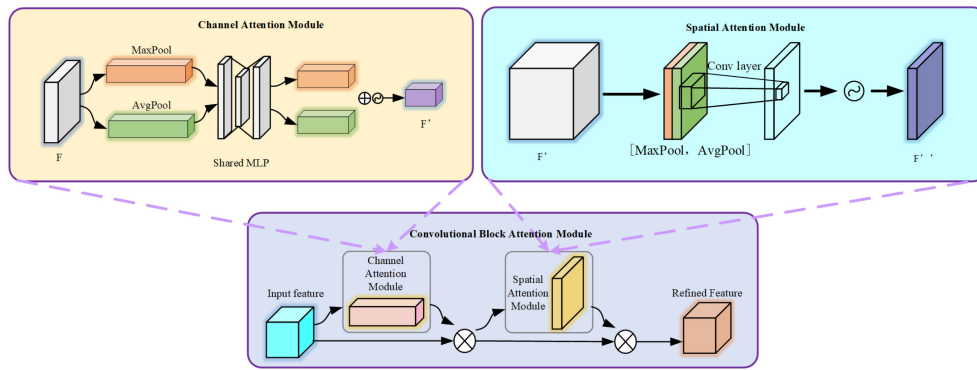 Channel Attention Module
MaxPool
AvgPool
F
Shared MLP
F'
Spatial Attention Module
Conv layer
F'
[MaxPool, AvgPool]
F''
Convolutional Block Attention Module
Input feature
Channel
Attention
Module
Spatial
Attention
Module
Refined Feature